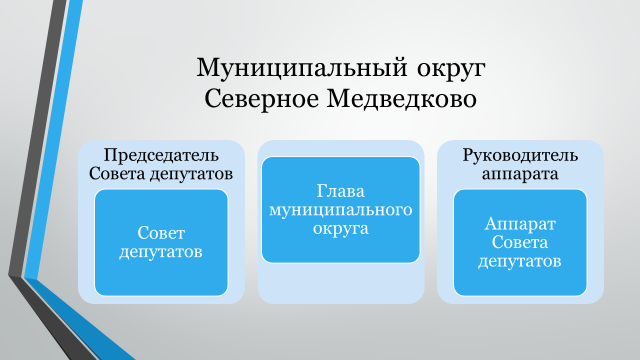 Муниципальный округ
Северное Медведково
Председатель
Совета депутатов
Совет
депутатов
Глава
муниципального
округа
Руководитель
аппарата
Аппарат
Совета
депутатов